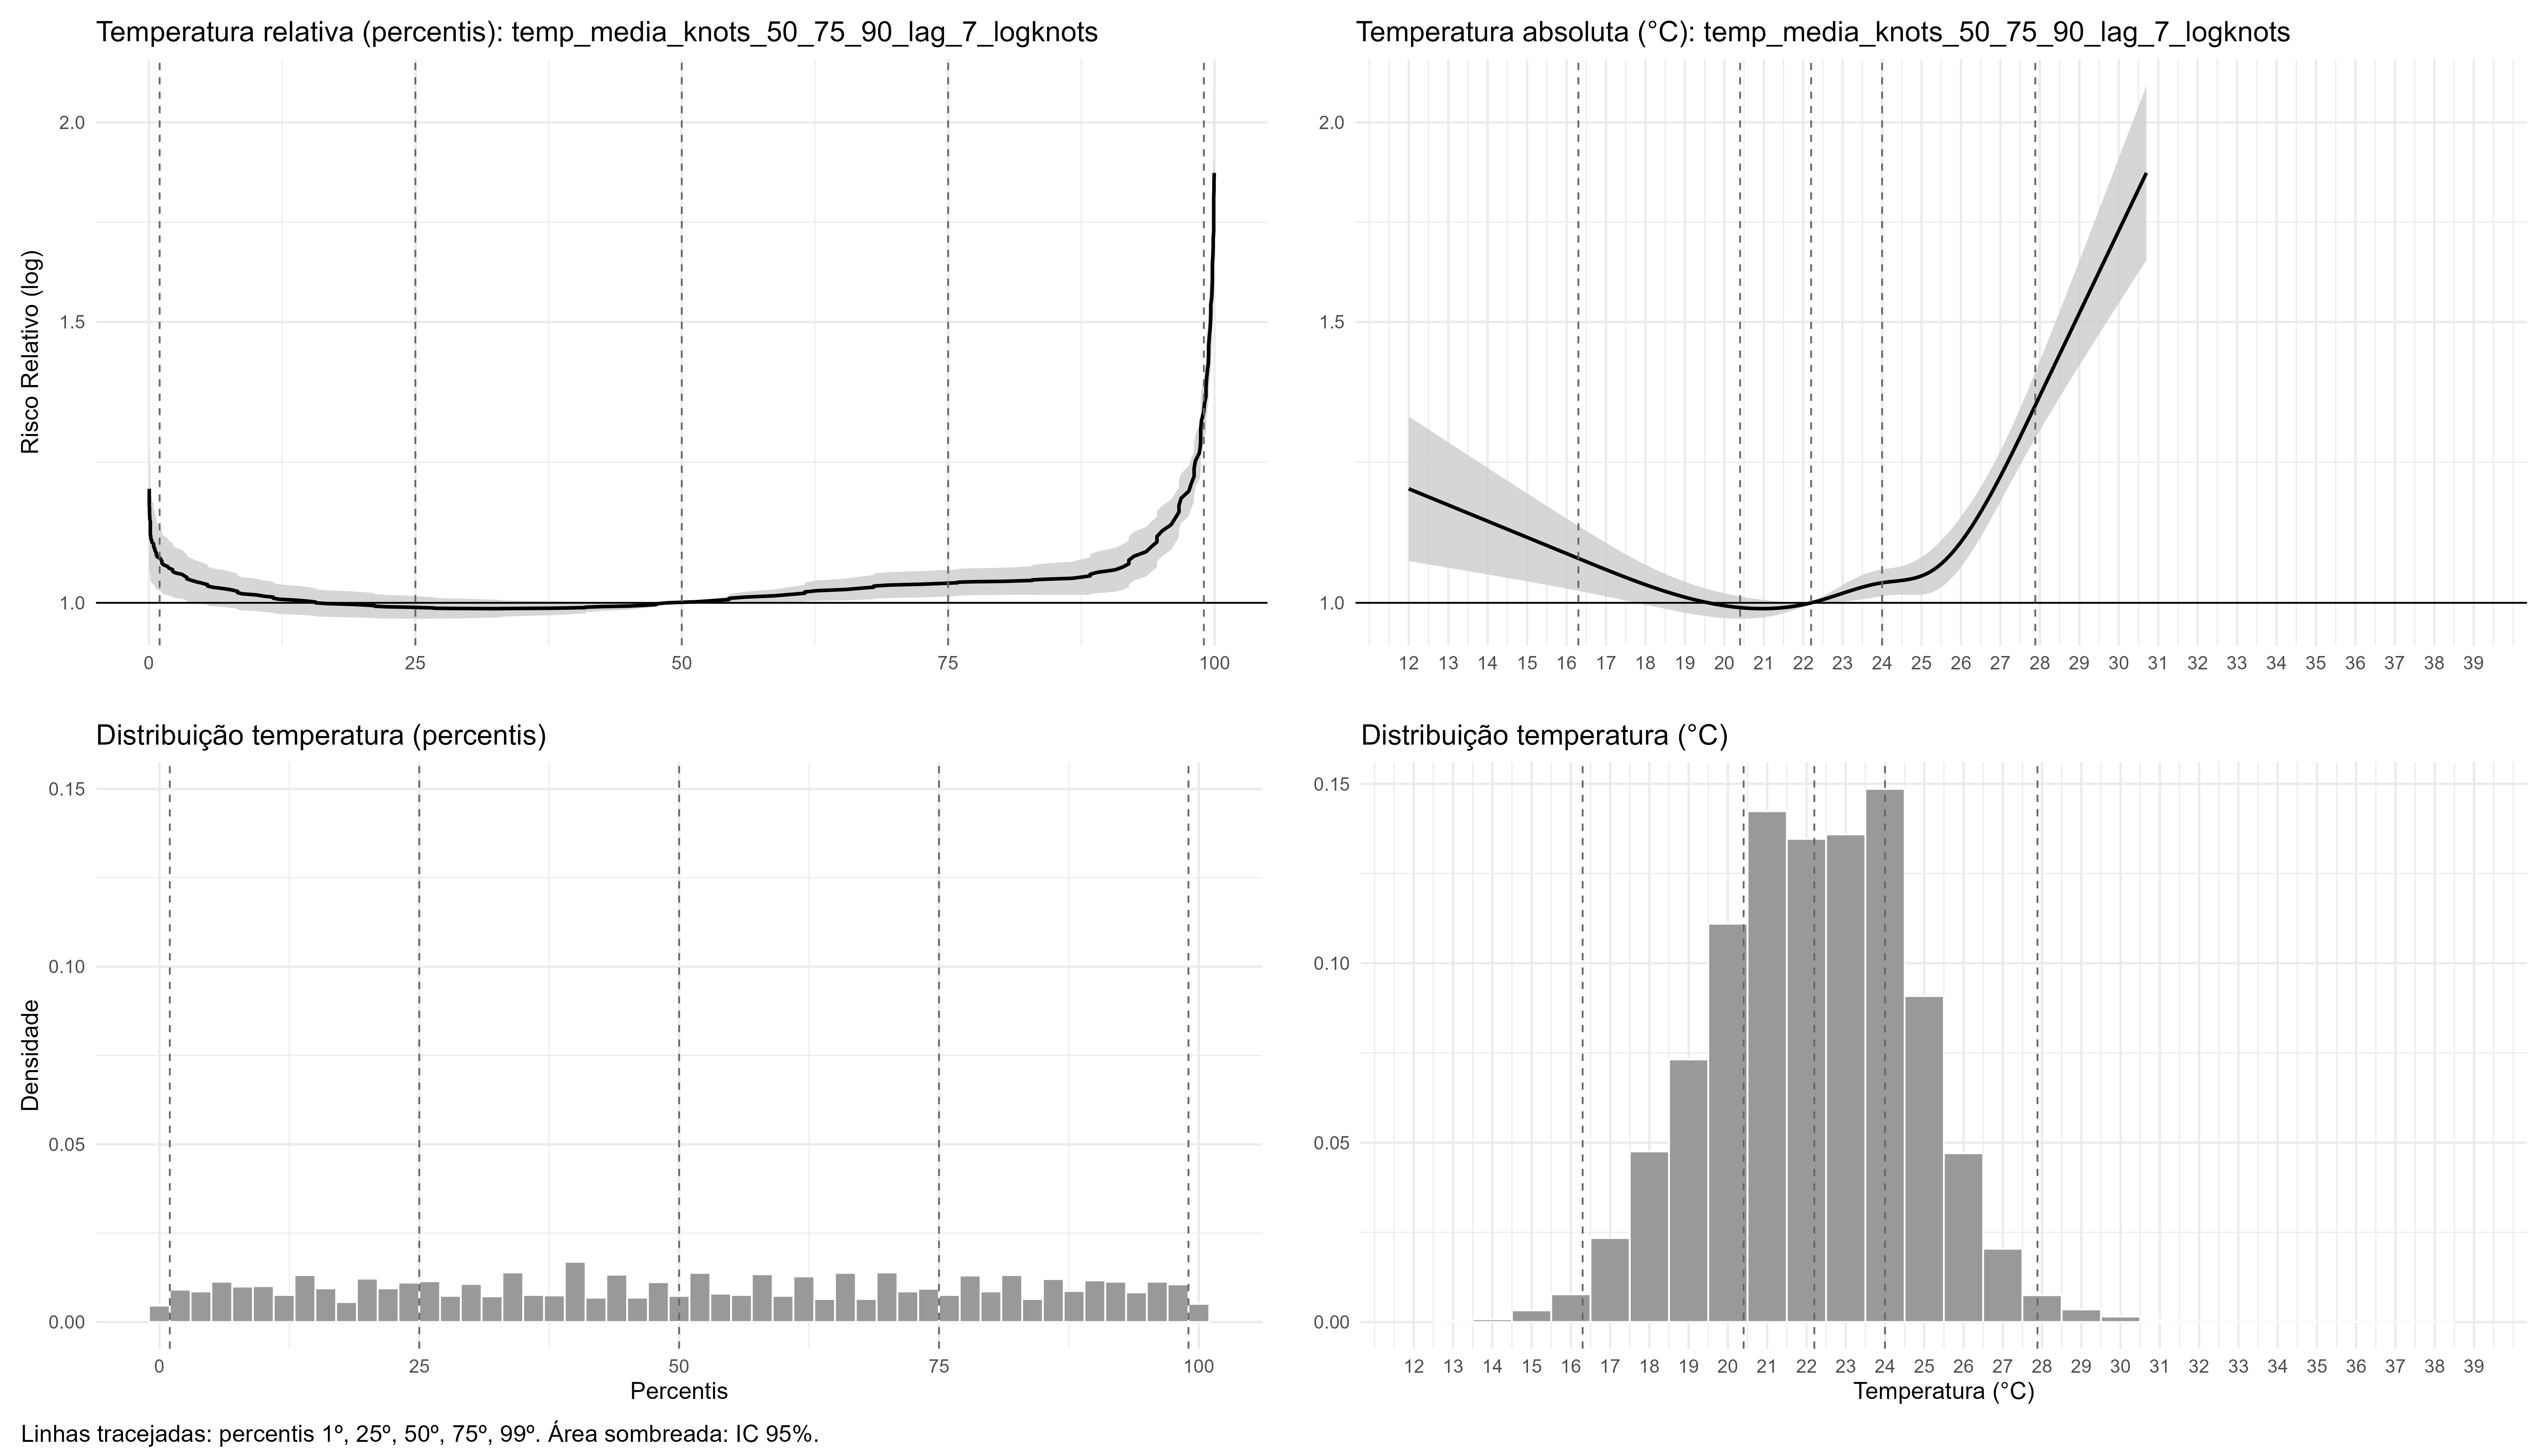 Temperatura relativa (percentis): temp_media_knots_50_75_90_lag_7_logknots
Risco Relativo (log)
2.0
1.5
1.0
0 25 50 75 100
Temperatura absoluta (°C): temp_media_knots_50_75_90_lag_7_logknots
2.0
1.5
1.0
12 13 14 15 16 17 18 19 20 21 22 23 24 25 26 27 28 29 30 31 32 33 34 35 36 37 38 39
Distribuição temperatura (percentis)
Densidade
0.15
0.10
0.05
0.00
0 25 50 75 100
Percentis
Distribuição temperatura (°C)
0.15
0.10
0.05
0.00
12 13 14 15 16 17 18 19 20 21 22 23 24 25 26 27 28 29 30 31 32 33 34 35 36 37 38 39
Temperatura (°C)
Linhas tracejadas: percentis 1º, 25º, 50º, 75º, 99º. Área sombreada: IC 95%.